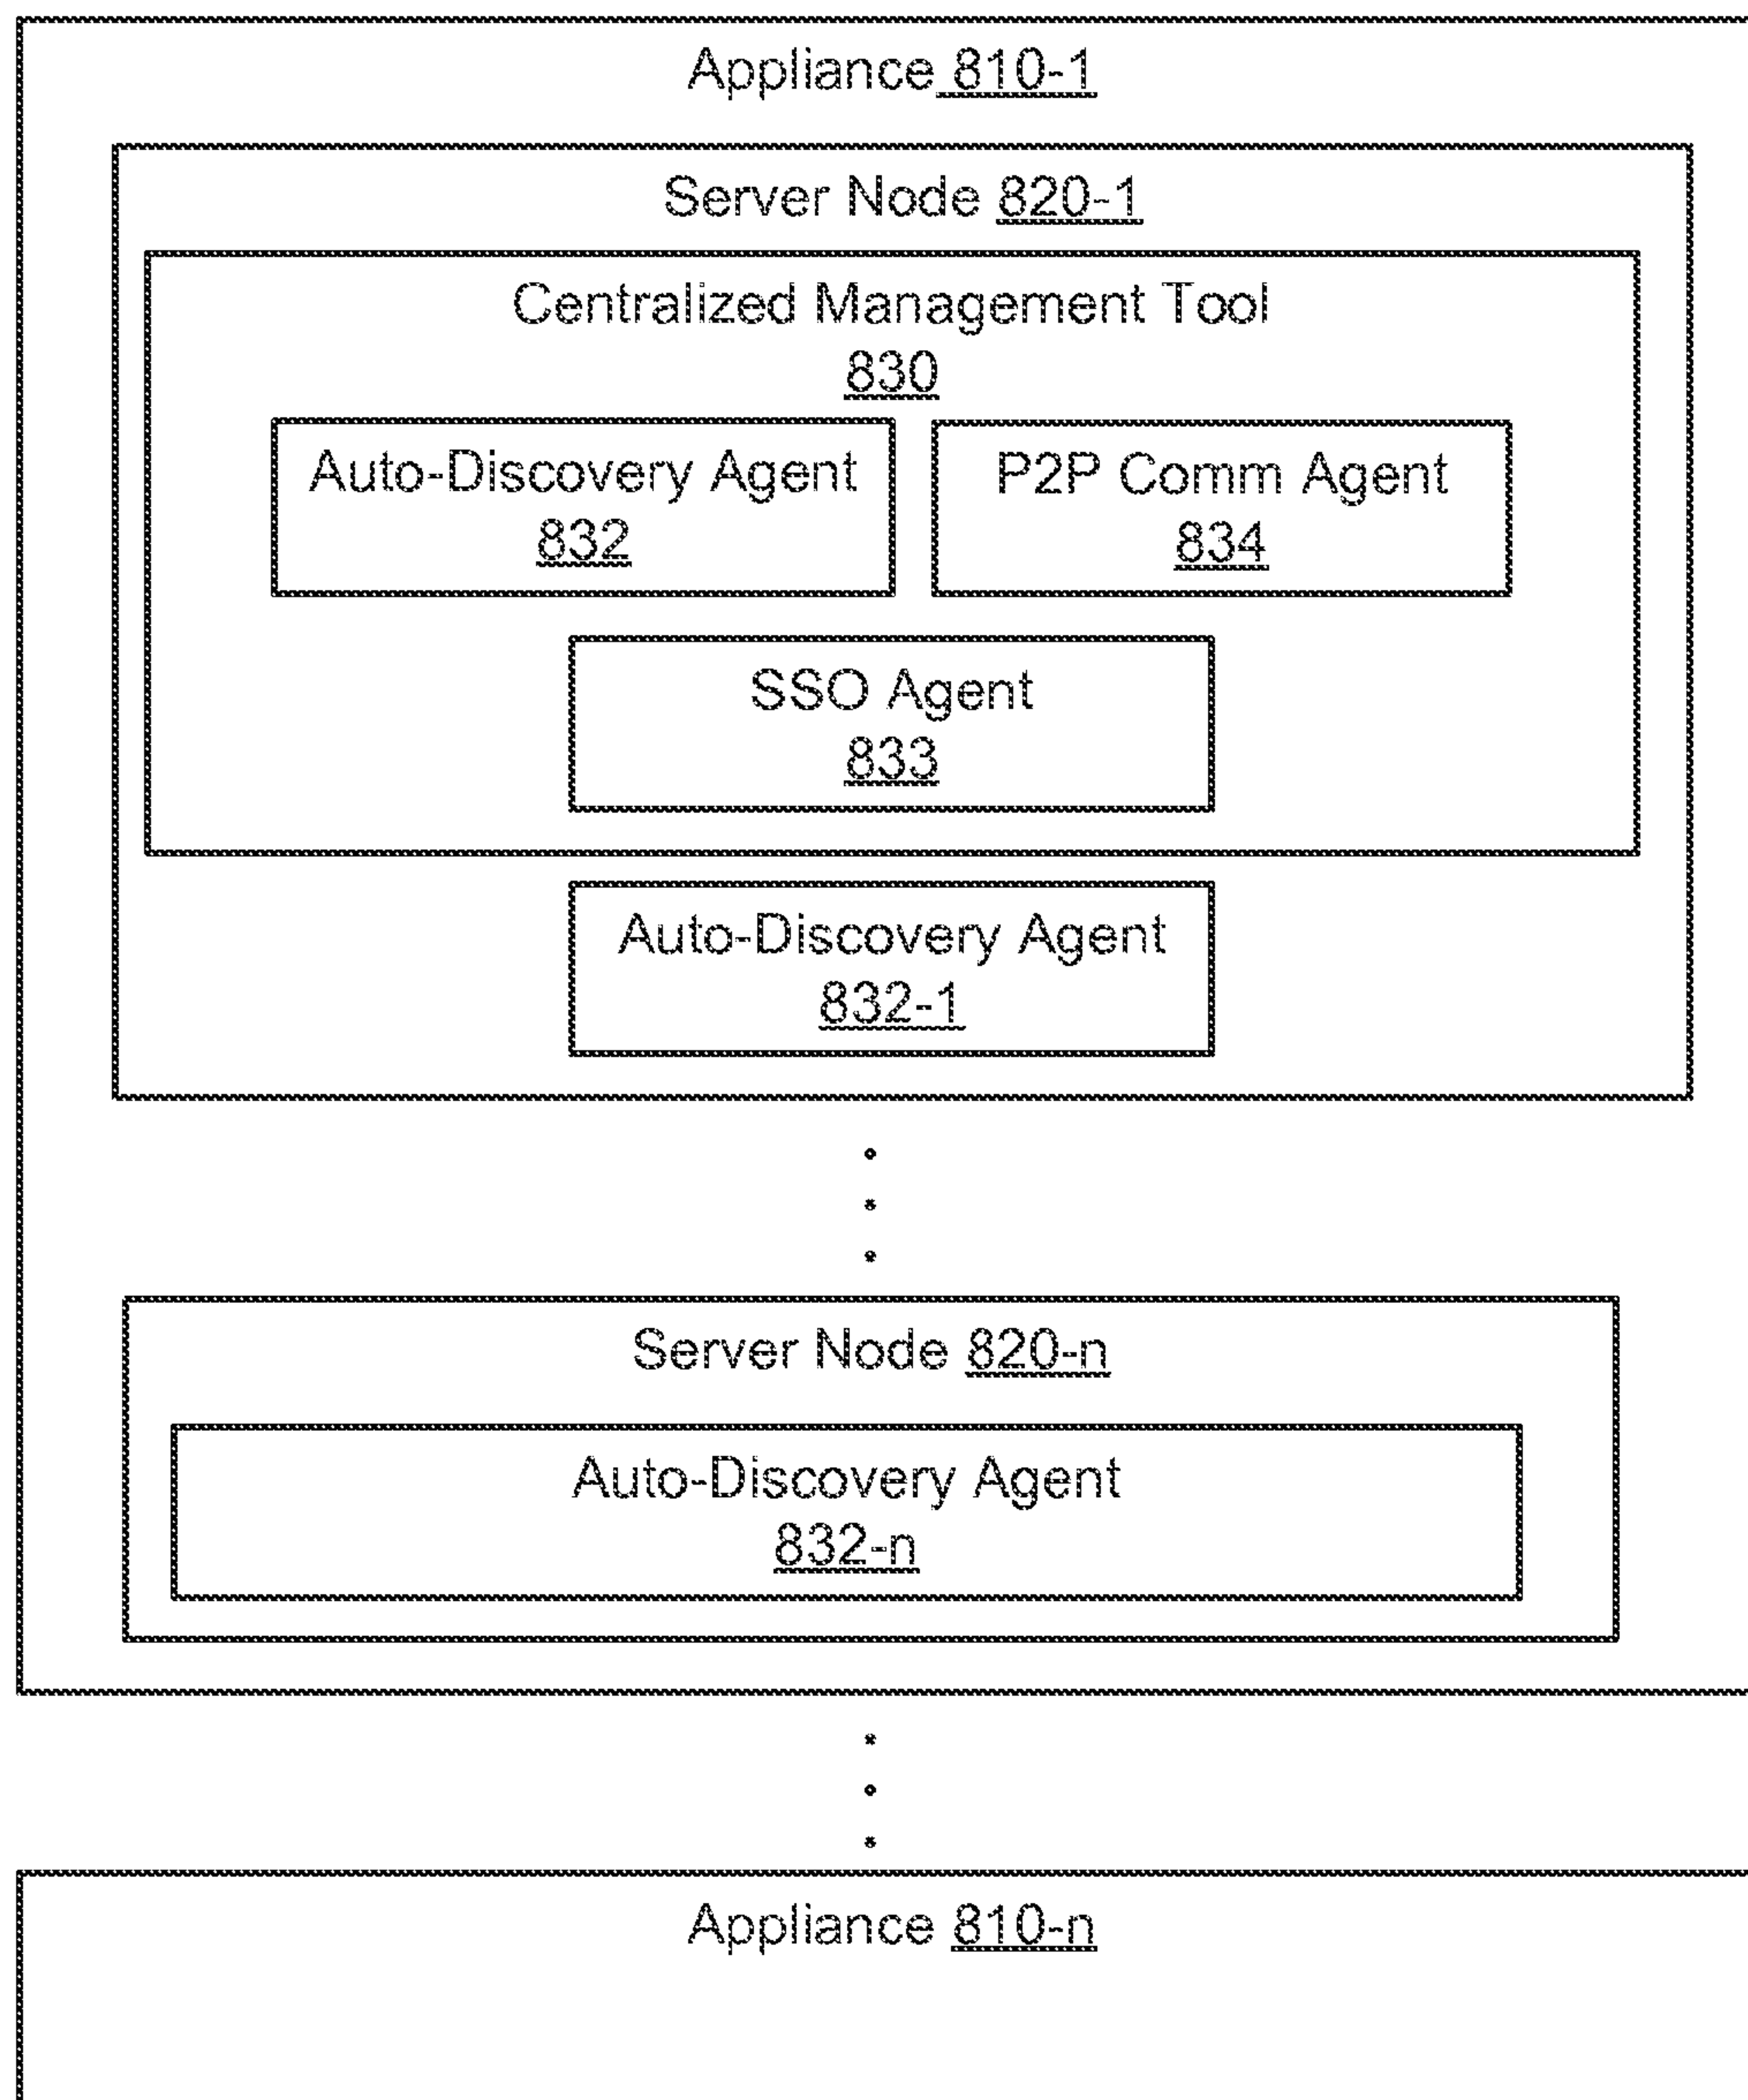 Appliance 810-1
Server Node 820-1
Centralized Management Tool
830
Auto-Discovery Agent
832
P2P Comm Agent
834
SSO Agent
833
Auto-Discovery Agent
832-1
Server Node 820-n
Auto-Discovery Agent
832-n
Appliance 810-n